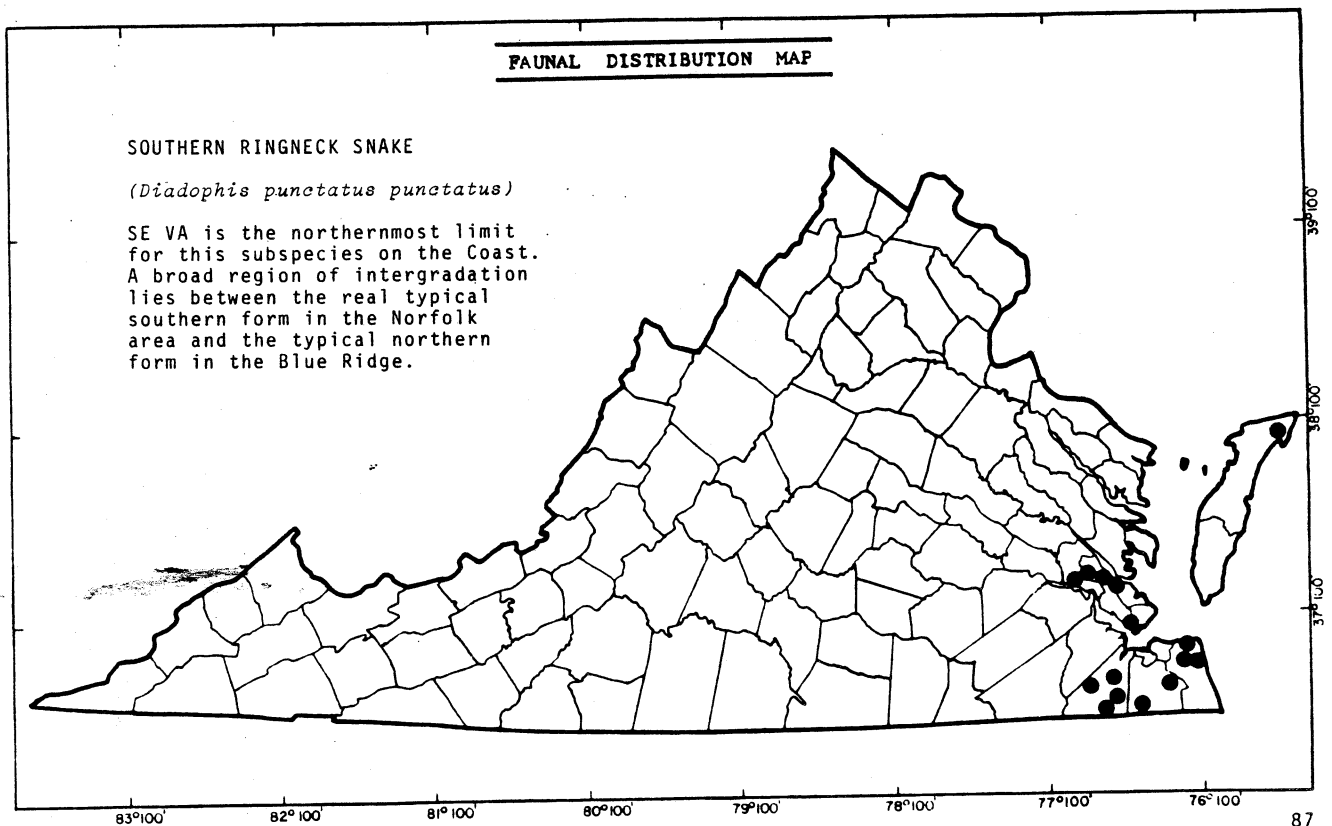 FAUNAL DISTRIBUTION MAP
SOUTHERN RINGNECK SNAKE
(Diadophis punctatus punctatus)
SE VA is the northernmost limit
for this subspecies on the Coast.
A broad region of intergradation
lies between the real typical
southern form in the Norfolk
area and the typical northern
form in the Blue Ridge.
39°00'
38°00'
37°00'
83°00'
82°00'
81°00'
80°00'
79°00'
78°00'
77°00'
76°00'
87